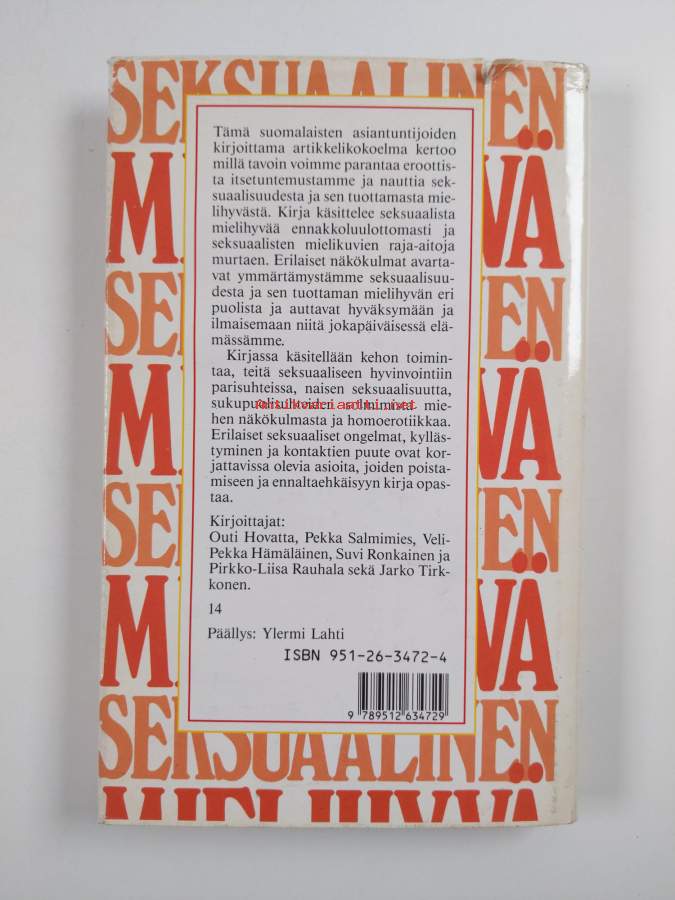 SEKSUAALINEN
Tämä suomalaisten asiantuntijoiden
kirjoittama artikkelikokoelma kertoo
millä tavoin voimme parantaa eroottis-
ta itsetuntemustamme ja nauttia sek-
suaalisuudesta ja sen tuottamasta mie-
lihyvästä. Kirja käsittelee seksuaalista
mielihyvää ennakkoluulottomasti ja
seksuaalisten mielikuvien raja-aitoja
murtaen. Erilaiset näkökulmat avarta-
vat ymmärtämystämme seksuaalisuu-
desta ja sen tuottaman mielihyvän eri
puolista ja auttavat hyväksymään ja
ilmaisemaan niitä jokapäiväisessä elä-
mässämme.
Kirjassa käsitellään kehon toimin-
taa, teitä seksuaaliseen hyvinvointiin
parisuhteissa, naisen seksuaalisuutta,
sukupuolisuhteiden solmimista mie-
hen näkökulmasta ja homoerotiikkaa.
Erilaiset seksuaaliset ongelmat, kylläs-
tyminen ja kontaktien puute ovat kor-
jattavissa olevia asioita, joiden poista-
miseen ja ennaltaehkäisyyn kirja opas-
taa.
Kirjoittajat:
Outi Hovatta, Pekka Salmimies, Veli-
Pekka Hämäläinen, Suvi Ronkainen ja
Pirkko-Liisa Rauhala sekä Jarko Tirk-
konen.
14
Päällys: Ylermi Lahti
ISBN 951-26-3472-4
9 789512 634729
SEKSUAALINEN
MIELIHYVÄ